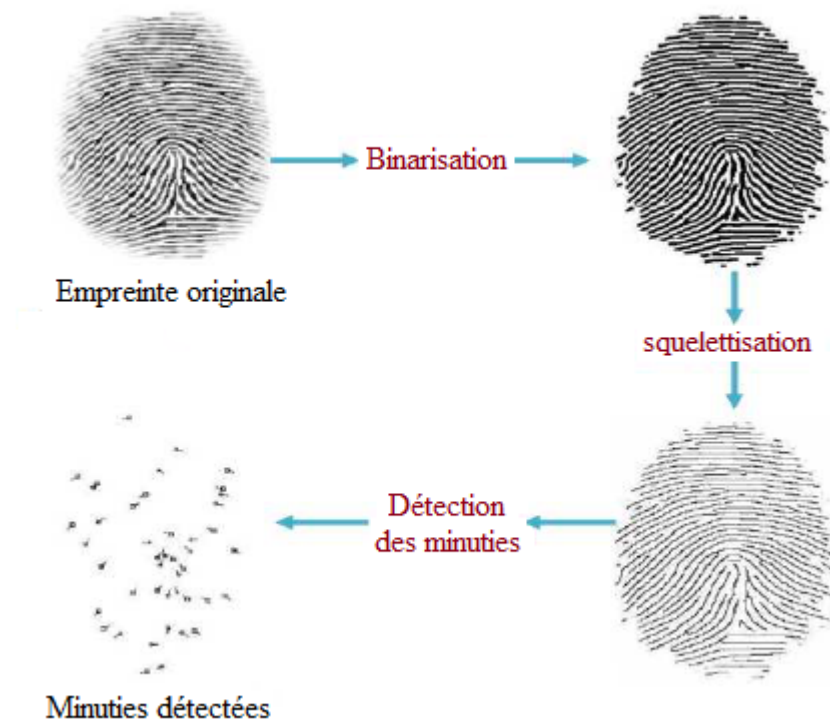 Binarisation
Empreinte originale
squelettisation
Détection
des minuties
Minuties détectées